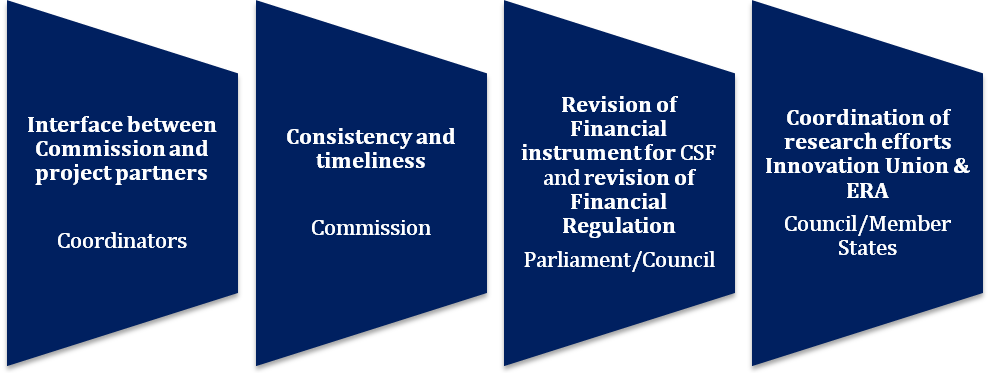 Interface between
Commission and
project partners
Coordinators
Consistency and
timeliness
Commission
Revision of
Financial
instrument for CSF
and revision of
Financial
Regulation
Parliament/Council
Coordination of
research efforts
Innovation Union &
ERA
Council/Member
States